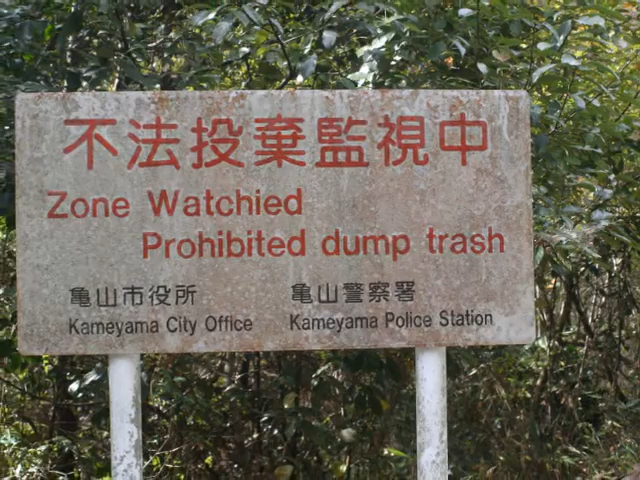 不法投棄監視中
Zone Watchied
Prohibited dump trash
亀山市役所 亀山警察署
Kameyama City Office Kameyama Police Station